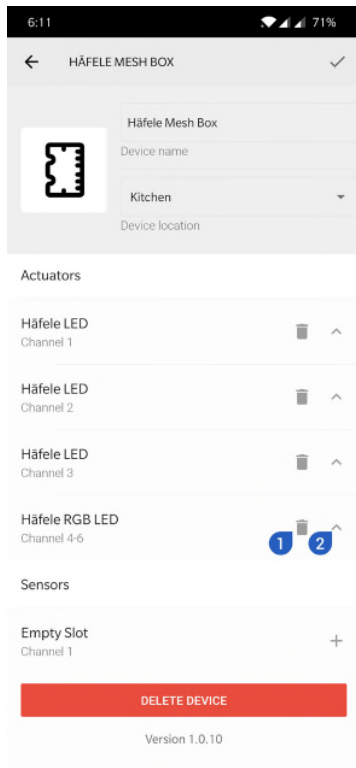 6:11
71%
HÄFELE MESH BOX
Häfele Mesh Box
Device name
Kitchen
Device location
Actuators
Häfele LED
Channel 1
Häfele LED
Channel 2
Häfele LED
Channel 3
Häfele RGB LED
Channel 4-6
1
2
Sensors
Empty Slot
Channel 1
DELETE DEVICE
Version 1.0.10